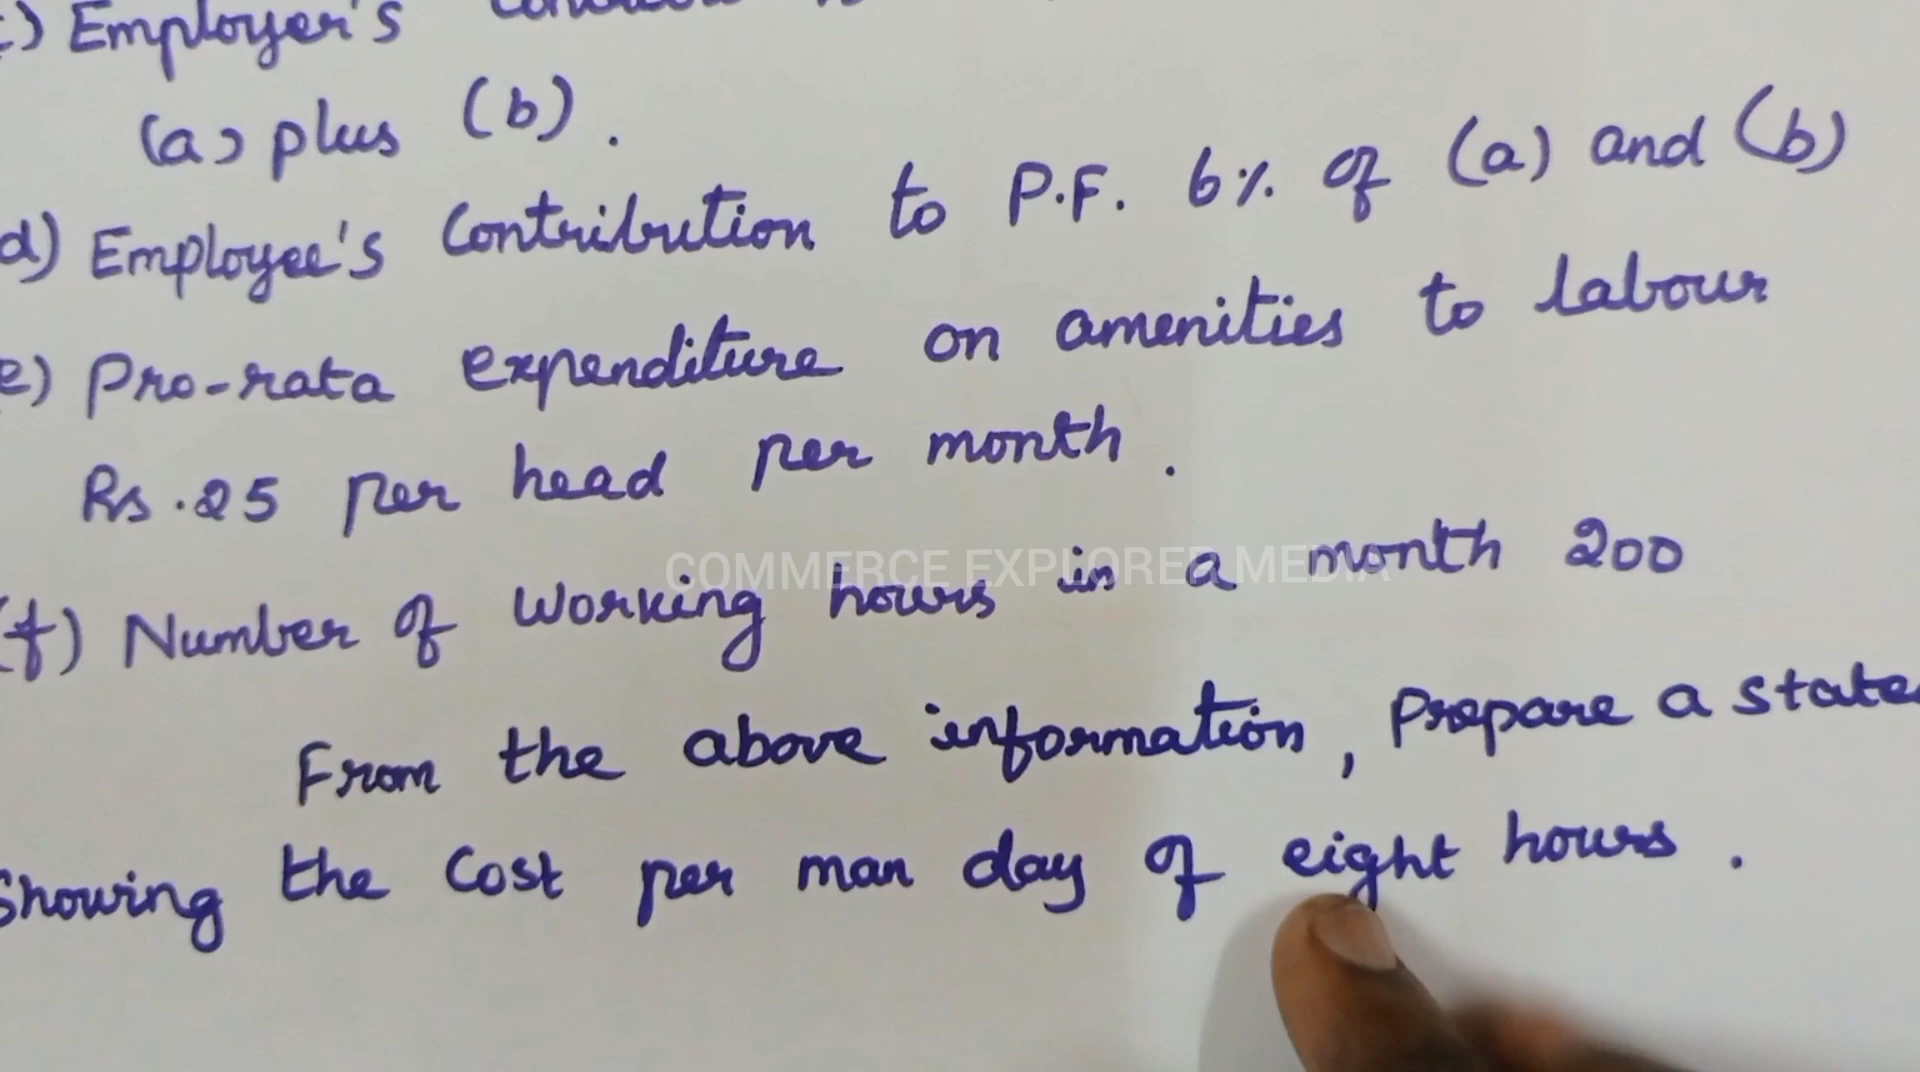 c) Employer's
(a) plus (b).
d) Employee's Contribution to P.F. 6% of (a) and (b)
e) Pro-rata expenditure on amenities to labour
Rs.25 per head per month.
(f) Number of working hours in a month 200
COMMERCE EXPLORER MEDIA
From the above information, Prepare a state
Showing the Cost per man day of eight hours.